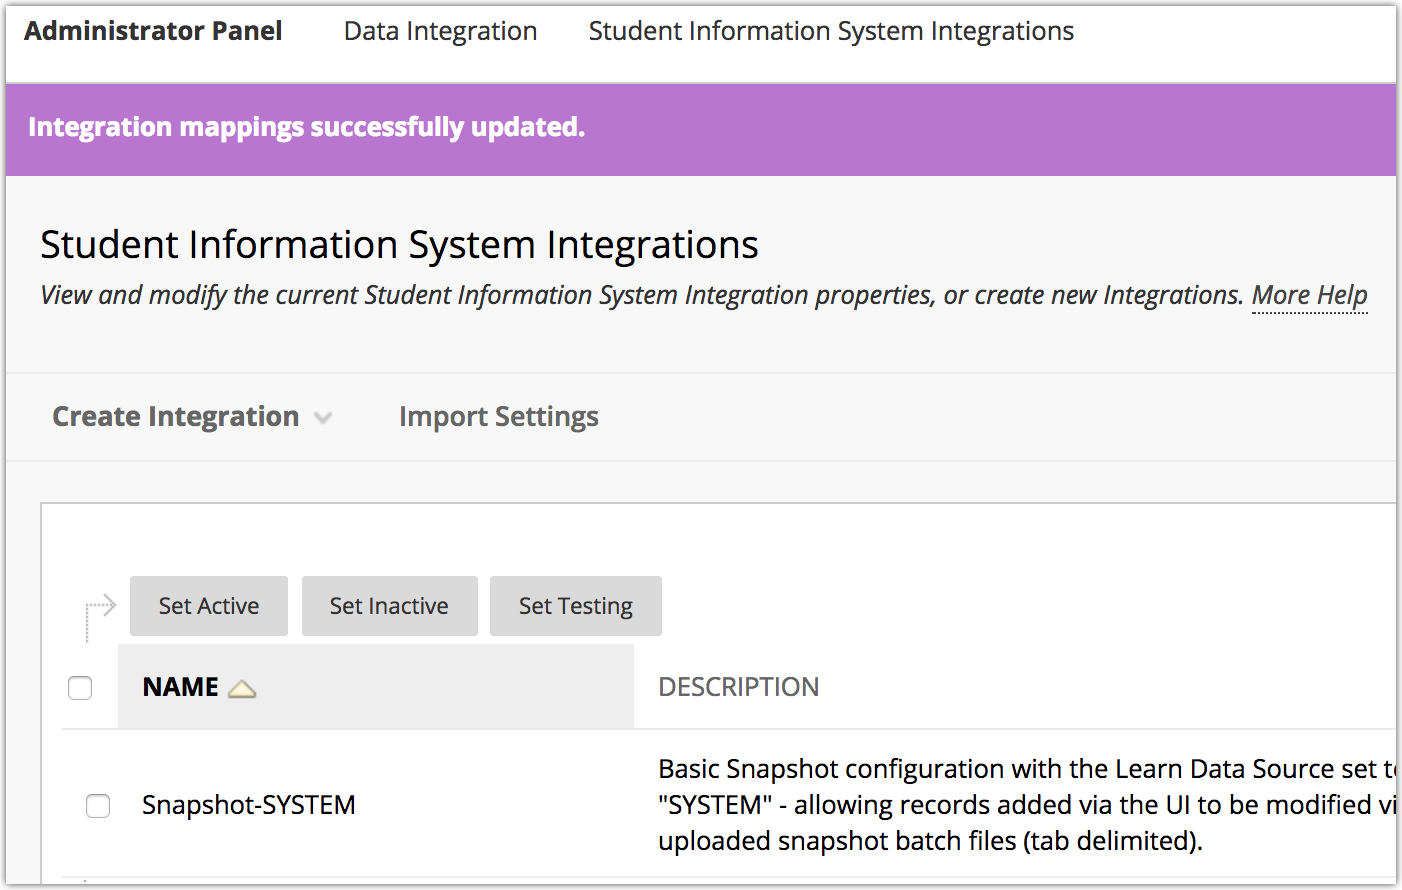 Administrator Panel Data Integration Student Information System Integrations
Integration mappings successfully updated.
Student Information System Integrations
View and modify the current Student Information System Integration properties, or create new Integrations. More Help
Create Integration Import Settings
Set Active Set Inactive Set Testing
NAME DESCRIPTION
Basic Snapshot configuration with the Learn Data Source set
Snapshot-SYSTEM "SYSTEM" - allowing records added via the UI to be modified
uploaded snapshot batch files (tab delimited).